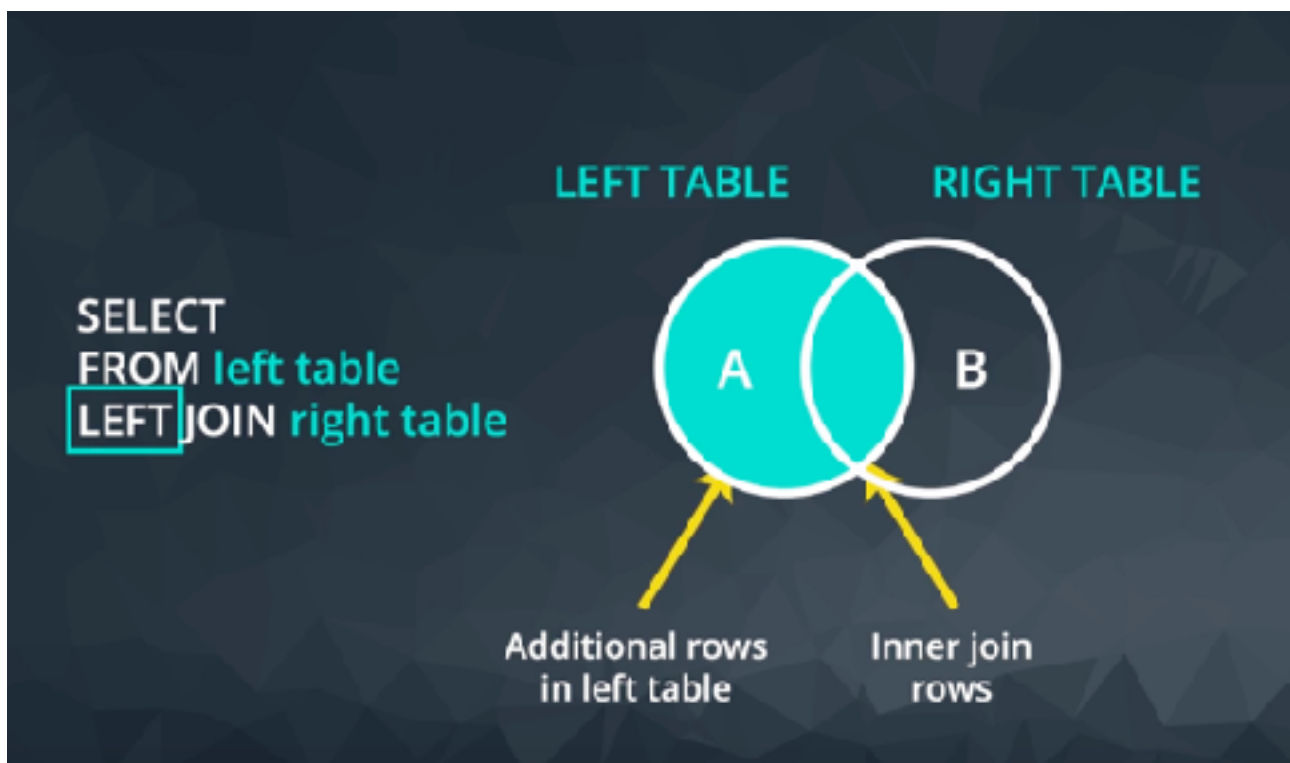 LEFT TABLE
RIGHT TABLE
SELECT
FROM left table
LEFT JOIN right table
A
B
Additional rows
in left table
Inner join
rows